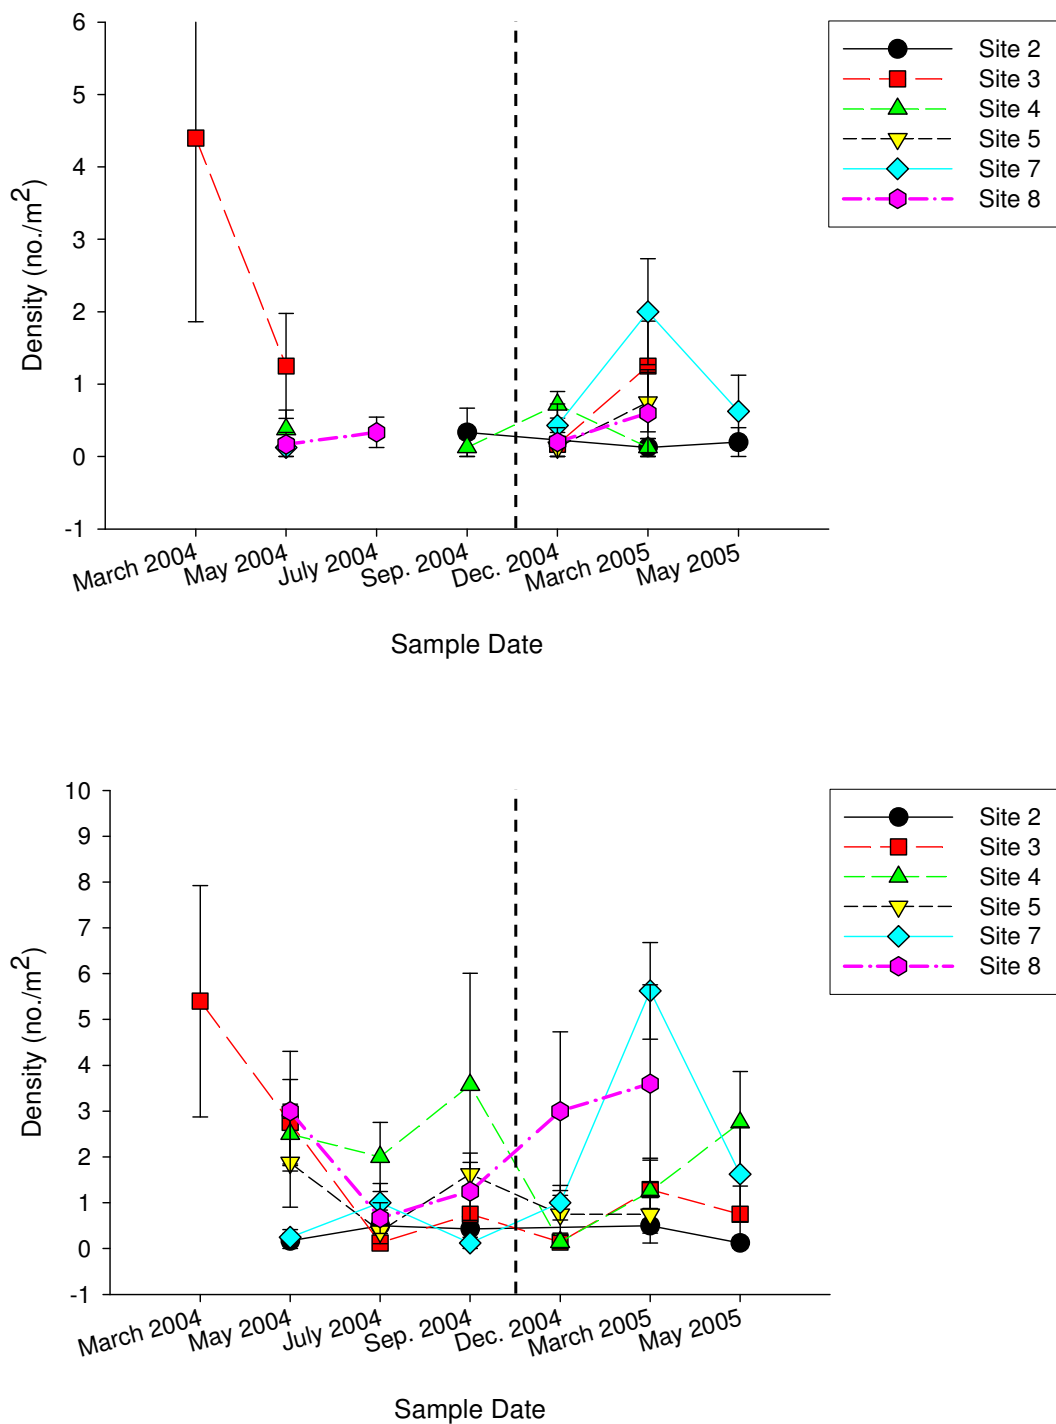 6
5
4
3
2
1
0
-1
Density (no./m2)
March 2004
May 2004
July 2004
Sep. 2004
Dec. 2004
March 2005
May 2005
Sample Date
Site 2
Site 3
Site 4
Site 5
Site 7
Site 8
10
9
8
7
6
5
4
3
2
1
0
-1
Density (no./m2)
March 2004
May 2004
July 2004
Sep. 2004
Dec. 2004
March 2005
May 2005
Sample Date
Site 2
Site 3
Site 4
Site 5
Site 7
Site 8